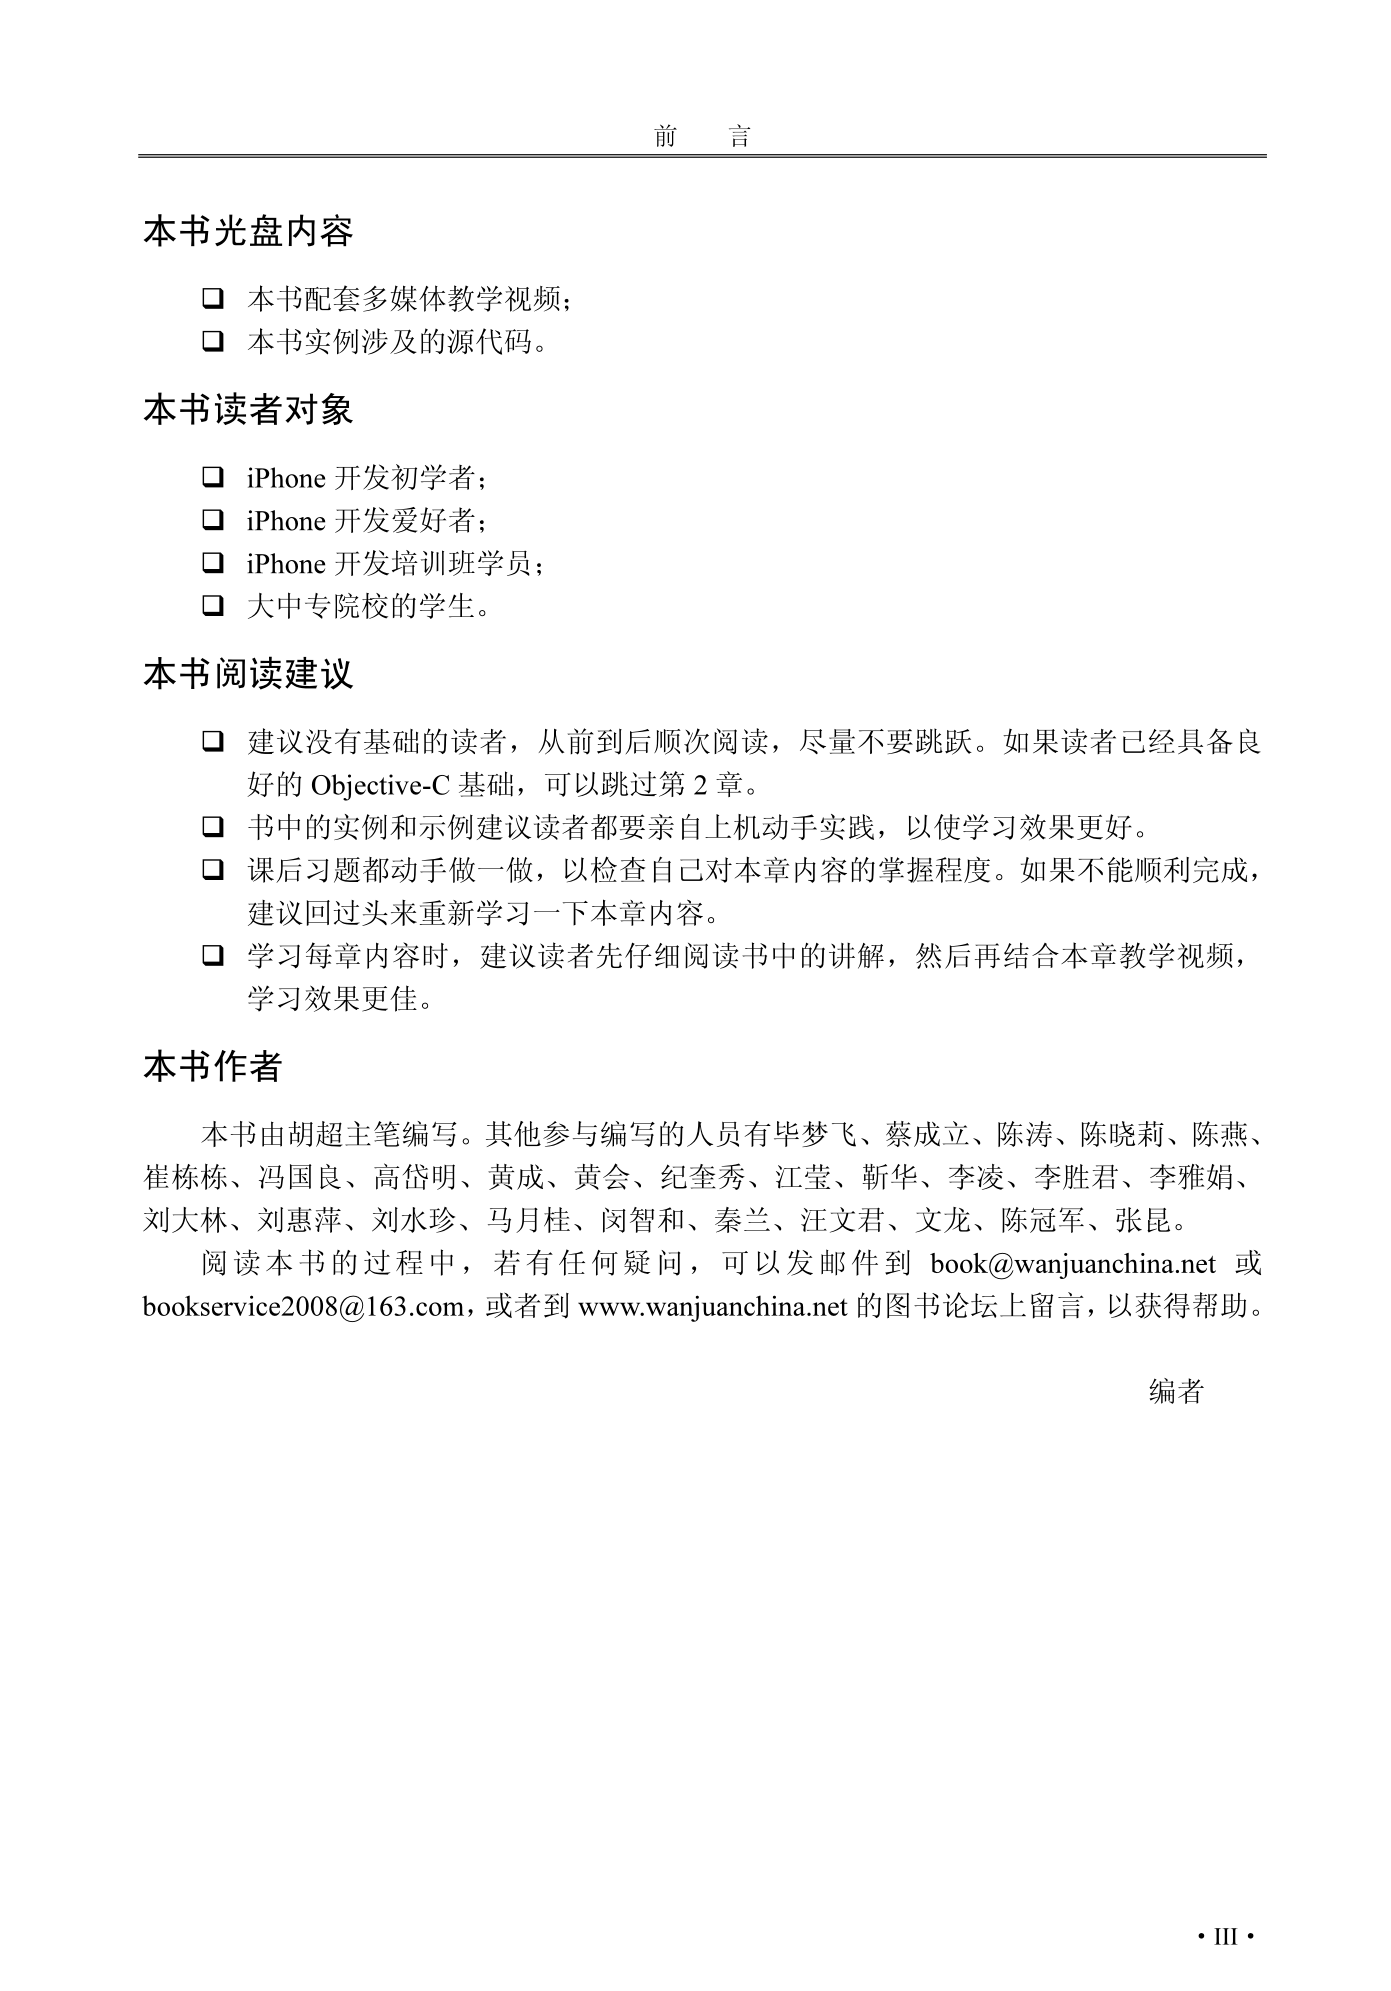 前　　言
本书光盘内容
❑ 本书配套多媒体教学视频；
❑ 本书实例涉及的源代码。
本书读者对象
❑ iPhone 开发初学者；
❑ iPhone 开发爱好者；
❑ iPhone 开发培训班学员；
❑ 大中专院校的学生。
本书阅读建议
❑ 建议没有基础的读者，从前到后顺次阅读，尽量不要跳跃。如果读者已经具备良
好的 Objective-C 基础，可以跳过第 2 章。
❑ 书中的实例和示例建议读者都要亲自上机动手实践，以使学习效果更好。
❑ 课后习题都动手做一做，以检查自己对本章内容的掌握程度。如果不能顺利完成，
建议回过头来重新学习一下本章内容。
❑ 学习每章内容时，建议读者先仔细阅读书中的讲解，然后再结合本章教学视频，
学习效果更佳。
本书作者
本书由胡超主笔编写。其他参与编写的人员有毕梦飞、蔡成立、陈涛、陈晓莉、陈燕、
崔栋栋、冯国良、高岱明、黄成、黄会、纪奎秀、江莹、靳华、李凌、李胜君、李雅娟、
刘大林、刘惠萍、刘水珍、马月桂、闵智和、秦兰、汪文君、文龙、陈冠军、张昆。
阅读本书的过程中，若有任何疑问，可以发邮件到 book@wanjuanchina.net 或
bookservice2008@163.com，或者到 www.wanjuanchina.net 的图书论坛上留言，以获得帮助。
编者
• III •